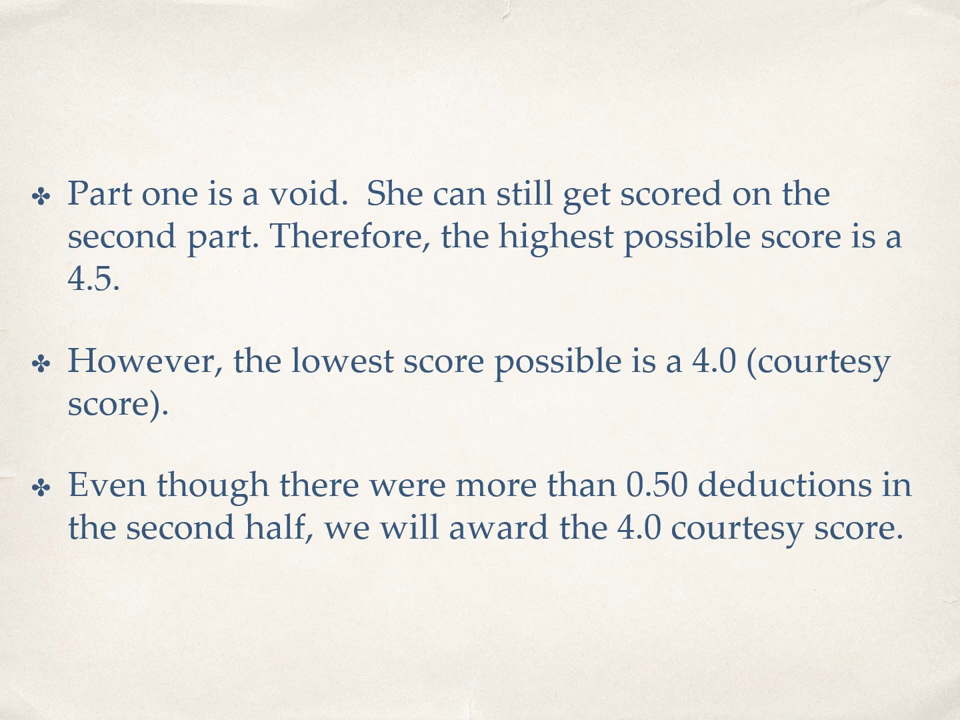 ✤ Part one is a void.  She can still get scored on the
second part. Therefore, the highest possible score is a
4.5.
✤ However, the lowest score possible is a 4.0 (courtesy
score).
✤ Even though there were more than 0.50 deductions in
the second half, we will award the 4.0 courtesy score.